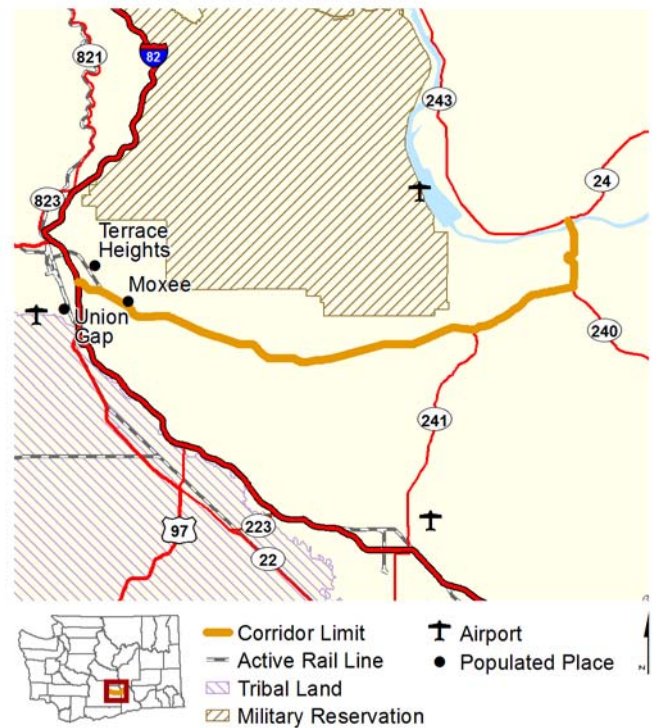 821
82
243
24
823
Terrace
Heights
Moxee
Union
Gap
240
241
97
223
22
Corridor Limit
Active Rail Line
Tribal Land
Military Reservation
Airport
Populated Place
N